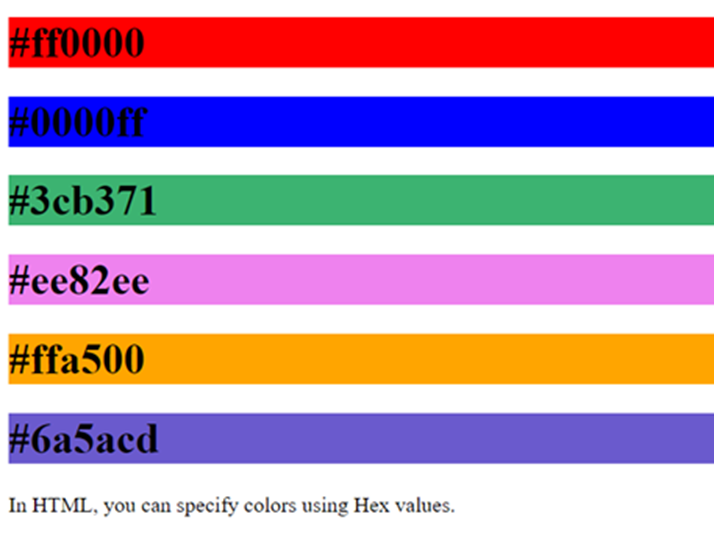 #ff0000
#0000ff
#3cb371
#ee82ee
#ffa500
#6a5acd
In HTML, you can specify colors using Hex values.